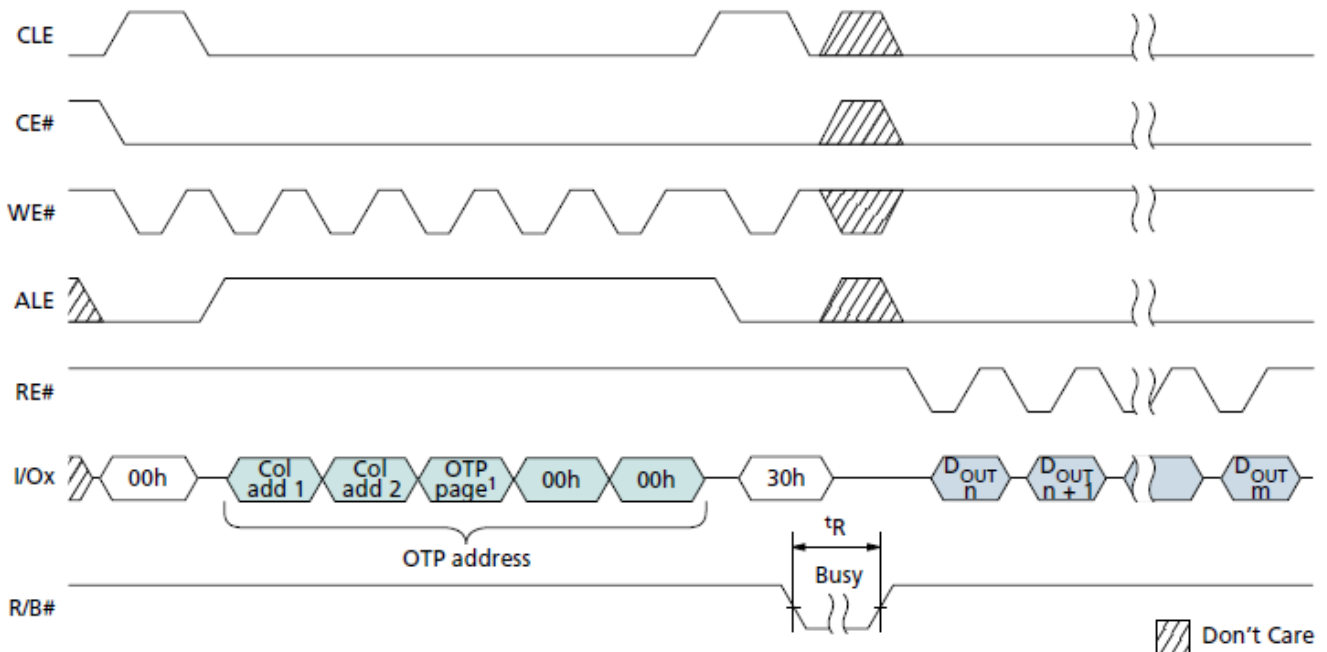 CLE
CE#
WE#
ALE
RE#
I/Ox
00h
Col
add 1
Col
add 2
OTP
page¹
00h
00h
30h
DOUT
n
DOUT
n + 1
DOUT
m
OTP address
tR
Busy
R/B#
Don't Care